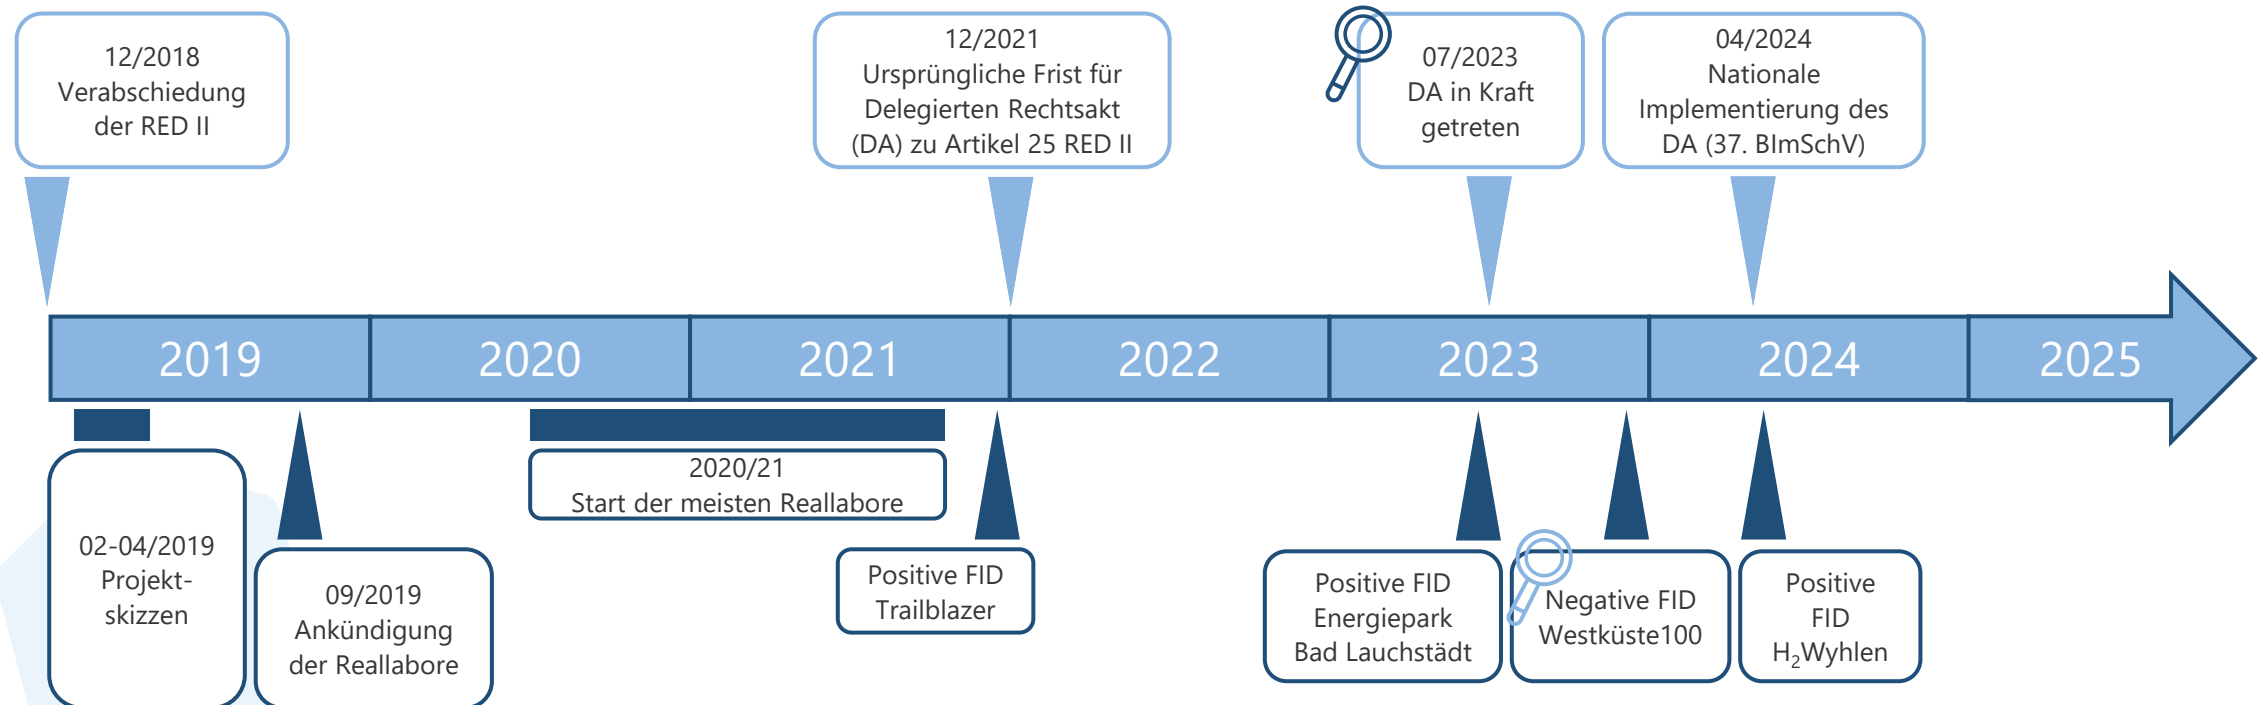 12/2018
Verabschiedung
der RED II
12/2021
Ursprüngliche Frist für
Delegierten Rechtsakt
(DA) zu Artikel 25 RED II
07/2023
DA in Kraft
getreten
04/2024
Nationale
Implementierung des
DA (37. BImSchV)
2019
2020
2021
2022
2023
2024
2025
02-04/2019
Projekt-
skizzen
09/2019
Ankündigung
der Reallabore
2020/21
Start der meisten Reallabore
Positive FID
Trailblazer
Positive FID
Energiepark
Bad Lauchstädt
Negative FID
Westküste100
Positive
FID
H₂Wyhlen